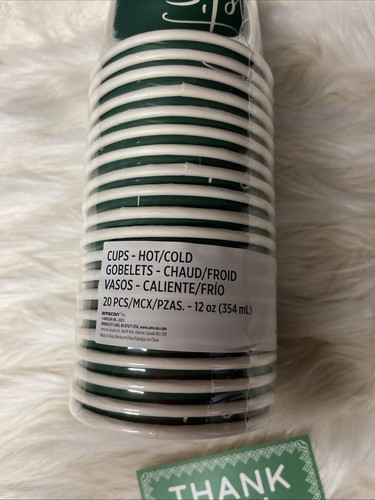 CUPS - HOT/COLD
GOBELETS - CHAUD/FROID
VASOS - CALIENTE/FRÍO
20 PCS/MCX/PZAS. - 12 oz (354 mL)
amscan
THANK